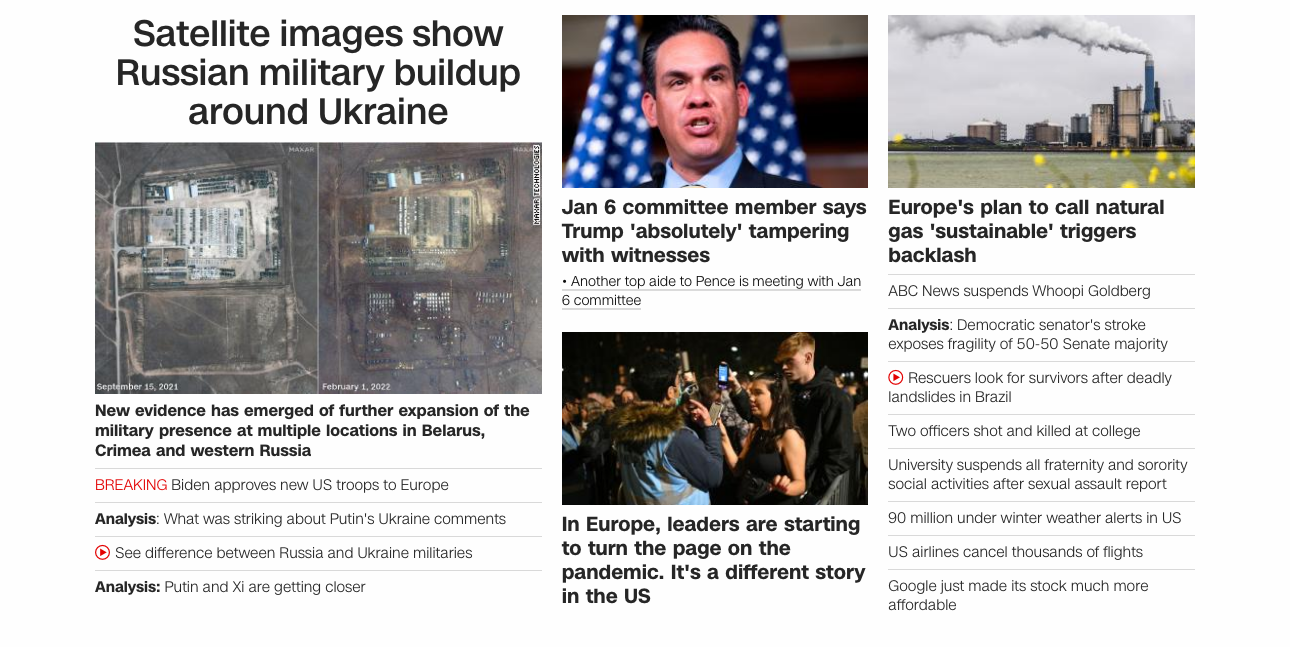 Satellite images show
Russian military buildup
around Ukraine
MAXAR
MAXAR
MAXAR TECHNOLOGIES
September 15, 2021
February 1, 2022
New evidence has emerged of further expansion of the
military presence at multiple locations in Belarus,
Crimea and western Russia
BREAKING Biden approves new US troops to Europe
Analysis: What was striking about Putin's Ukraine comments
See difference between Russia and Ukraine militaries
Analysis: Putin and Xi are getting closer
Jan 6 committee member says
Trump 'absolutely' tampering
with witnesses
• Another top aide to Pence is meeting with Jan
6 committee
In Europe, leaders are starting
to turn the page on the
pandemic. It's a different story
in the US
Europe's plan to call natural
gas 'sustainable' triggers
backlash
ABC News suspends Whoopi Goldberg
Analysis: Democratic senator's stroke
exposes fragility of 50-50 Senate majority
Rescuers look for survivors after deadly
landslides in Brazil
Two officers shot and killed at college
University suspends all fraternity and sorority
social activities after sexual assault report
90 million under winter weather alerts in US
US airlines cancel thousands of flights
Google just made its stock much more
affordable